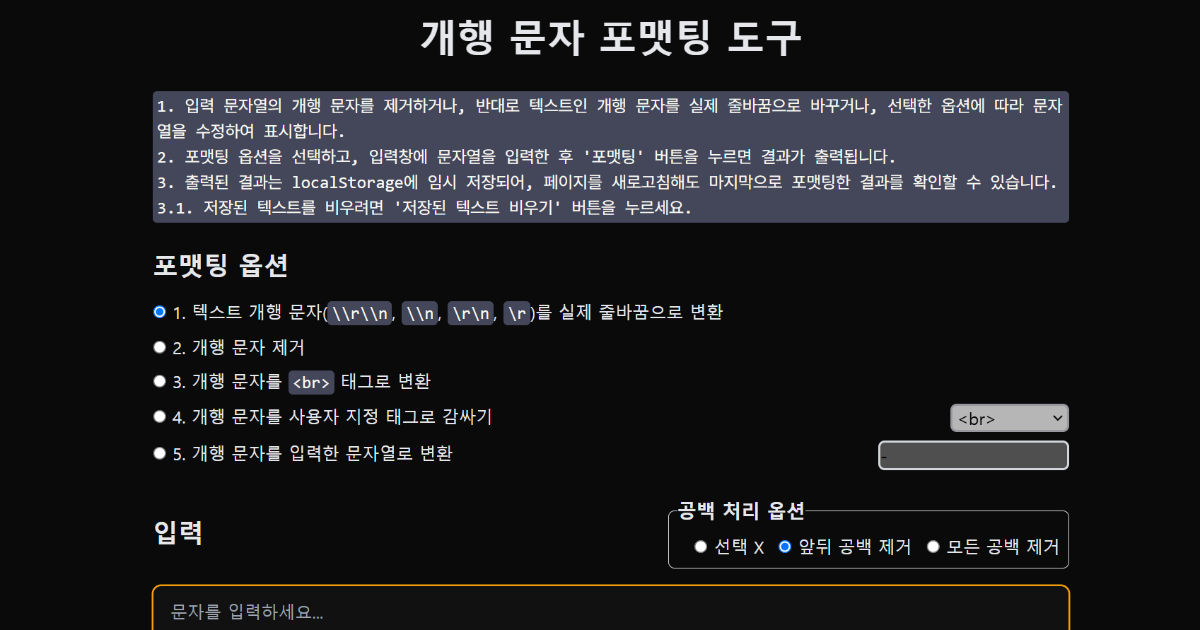 개행 문자 포맷팅 도구
1. 입력 문자열의 개행 문자를 제거하거나, 반대로 텍스트인 개행 문자를 실제 줄바꿈으로 바꾸거나, 선택한 옵션에 따라 문자
열을 수정하여 표시합니다.
2. 포맷팅 옵션을 선택하고, 입력창에 문자열을 입력한 후 '포맷팅' 버튼을 누르면 결과가 출력됩니다.
3. 출력된 결과는 localStorage에 임시 저장되어, 페이지를 새로고침해도 마지막으로 포맷팅한 결과를 확인할 수 있습니다.
3.1. 저장된 텍스트를 비우려면 '저장된 텍스트 비우기' 버튼을 누르세요.
포맷팅 옵션
1. 텍스트 개행 문자(\\r\\n, \\n, \r\n, \r)를 실제 줄바꿈으로 변환
2. 개행 문자 제거
3. 개행 문자를 <br> 태그로 변환
4. 개행 문자를 사용자 지정 태그로 감싸기 <br>
5. 개행 문자를 입력한 문자열로 변환 -
입력
공백 처리 옵션
선택 X 앞뒤 공백 제거 모든 공백 제거
문자를 입력하세요...